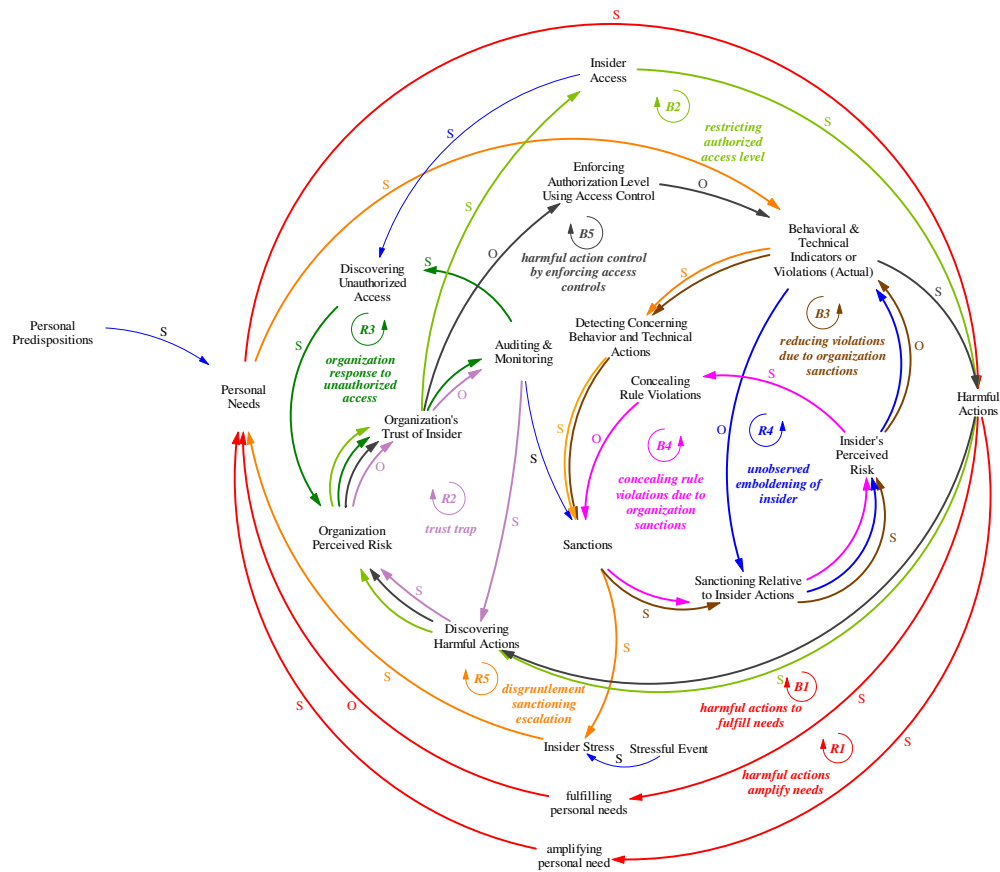 S
Insider
Access
B2
restricting
authorized
access level
S
S
Enforcing
Authorization Level
Using Access Control
O
S
S
B5
harmful action control
by enforcing access
controls
O
Behavioral &
Technical
Indicators or
Violations (Actual)
S
S
S
Discovering
Unauthorized
Access
Personal
Predispositions
S
R3
organization
response to
unauthorized
access
S
Auditing &
Monitoring
Detecting Concerning
Behavior and Technical
Actions
B3
reducing violations
due to organization
sanctions
O
Personal
Needs
Concealing
Rule Violations
S
Harmful
Actions
O
Organization's
Trust of Insider
S
O
B4
O
R4
Insider's
Perceived
Risk
O
S
concealing rule
violations due to
organization
sanctions
unobserved
emboldening of
insider
R2
trust trap
S
Organization
Perceived Risk
Sanctions
S
Sanctioning Relative
to Insider Actions
S
S
Discovering
Harmful Actions
S
R5
disgruntlement
sanctioning
escalation
S
S
B1
harmful actions to
fulfill needs
S
S
O
S
R1
harmful actions
amplify needs
Insider Stress
S
Stressful Event
fulfilling
personal needs
amplifying
personal need